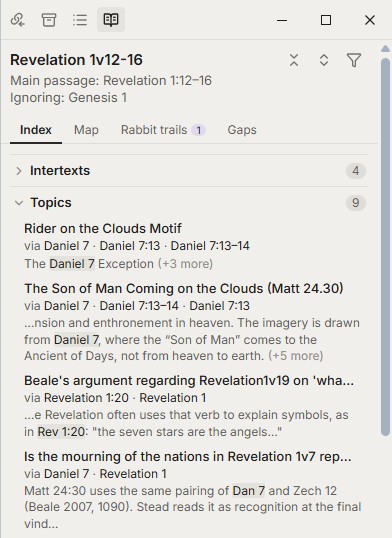 Revelation 1v12-16
Main passage: Revelation 1:12–16
Ignoring: Genesis 1
Index Map Rabbit trails 1 Gaps
Intertexts 4
Topics 9
Rider on the Clouds Motif
via Daniel 7 · Daniel 7:13 · Daniel 7:13–14
The Daniel 7 Exception (+3 more)
The Son of Man Coming on the Clouds (Matt 24.30)
via Daniel 7 · Daniel 7:13–14 · Daniel 7:13
...nsion and enthronement in heaven. The imagery is drawn
from Daniel 7, where the “Son of Man” comes to the
Ancient of Days, not from heaven to earth. (+5 more)
Beale's argument regarding Revelation1v19 on 'wha...
via Revelation 1:20 · Revelation 1
...e Revelation often uses that verb to explain symbols, as
in Rev 1:20: "the seven stars are the angels..."
Is the mourning of the nations in Revelation 1v7 rep...
via Daniel 7 · Revelation 1
Matt 24:30 uses the same pairing of Dan 7 and Zech 12
(Beale 2007, 1090). Stead reads it as recognition at the final
vind...